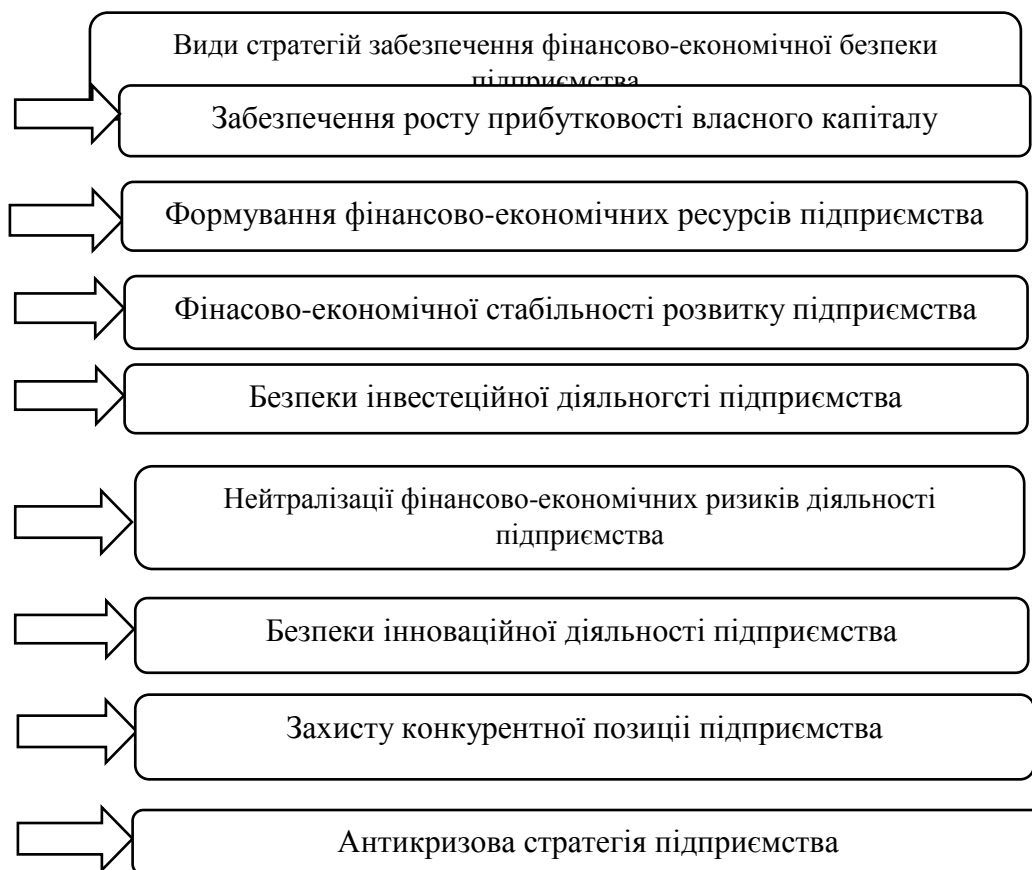 Види стратегій забезпечення фінансово-економічної безпеки
підприємства
Забезпечення росту прибутковості власного капіталу
Формування фінансово-економічних ресурсів підприємства
Фінасово-економічної стабільності розвитку підприємства
Безпеки інвестеційної діяльногсті підприємства
Нейтралізації фінансово-економічних ризиків діяльності
підприємства
Безпеки інноваційної діяльності підприємства
Захисту конкурентної позиціі підприємства
Антикризова стратегія підприємства